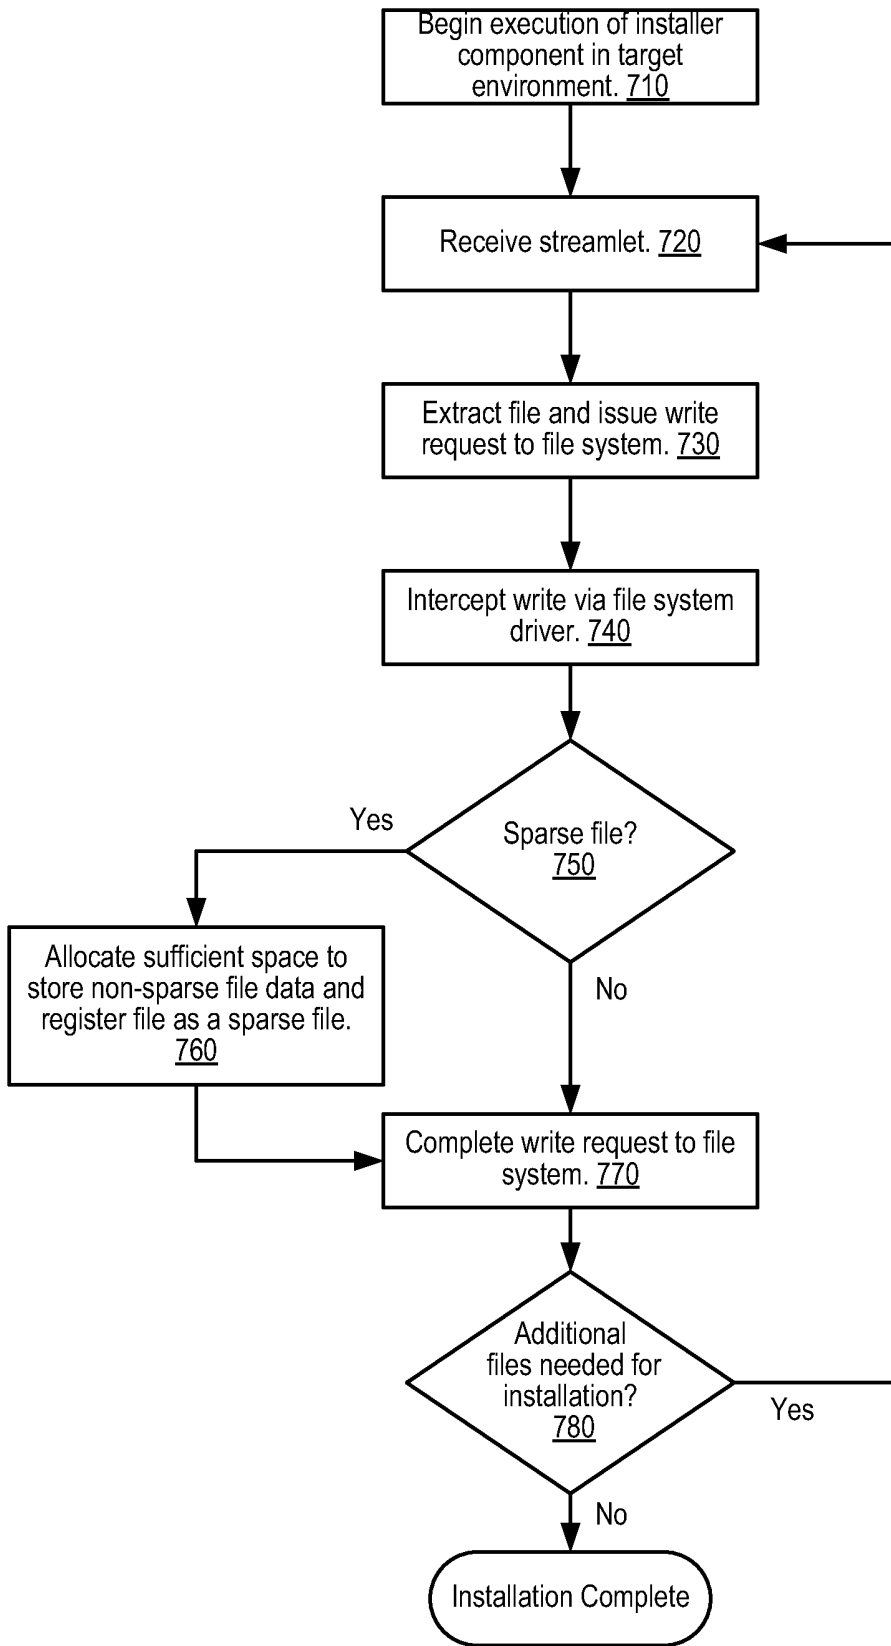 Begin execution of installer
component in target
environment. 710
Receive streamlet. 720
Extract file and issue write
request to file system. 730
Intercept write via file system
driver. 740
Sparse file?
750
Yes
No
Allocate sufficient space to
store non-sparse file data and
register file as a sparse file.
760
Complete write request to file
system. 770
Additional
files needed for
installation?
780
Yes
No
Installation Complete